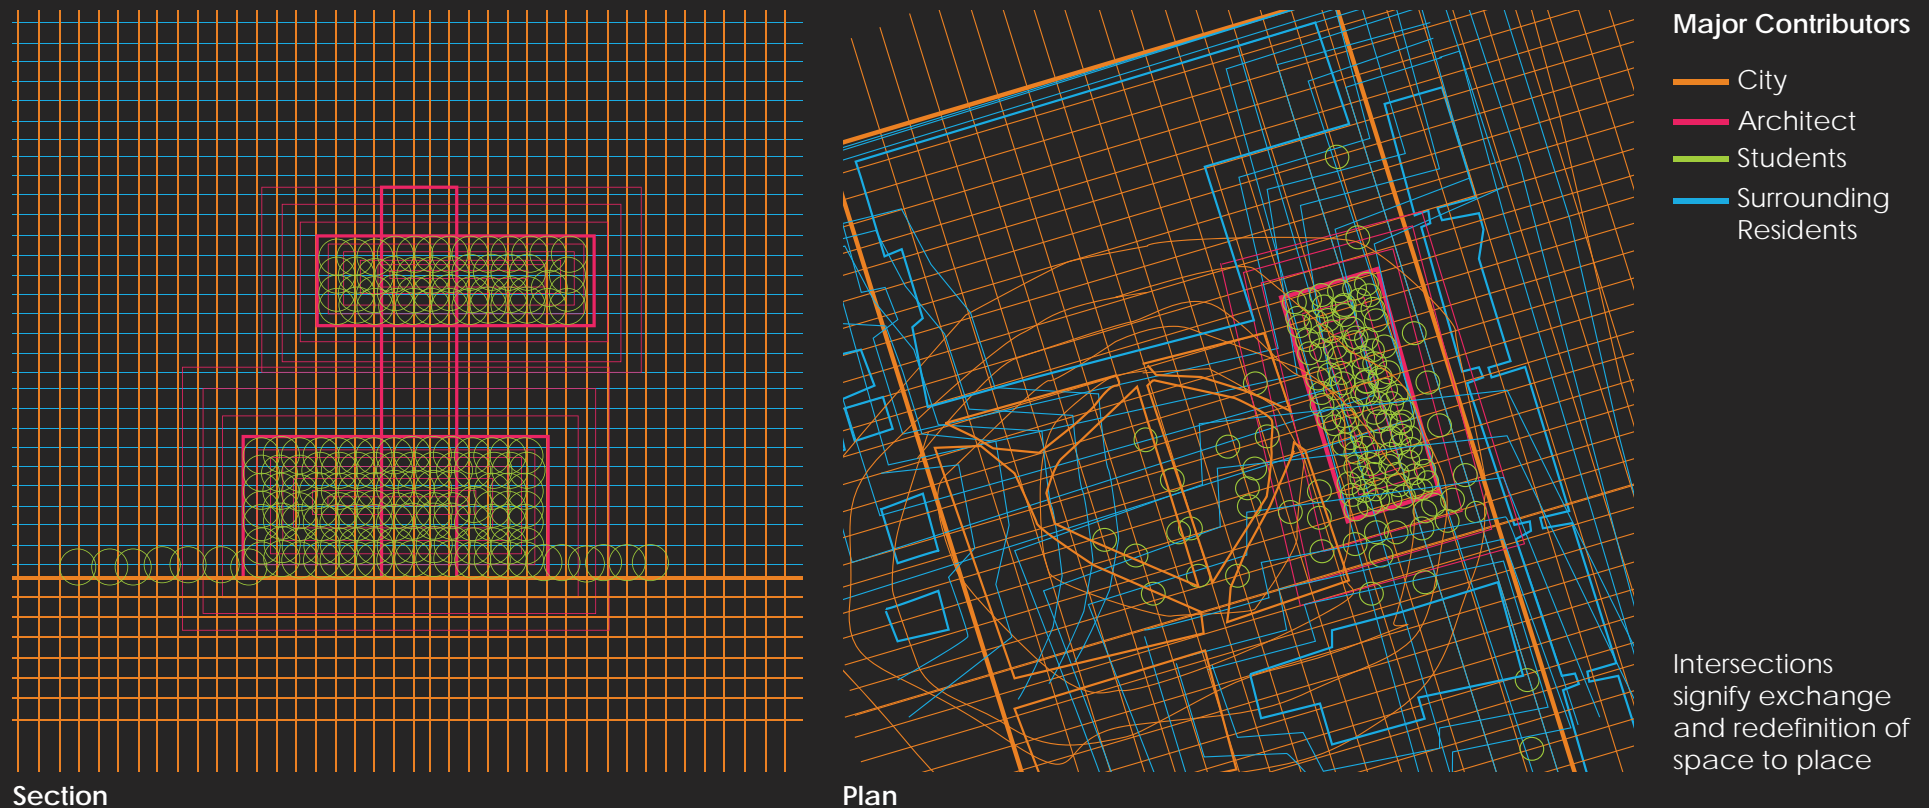 Major Contributors
City
Architect
Students
Surrounding
Residents
Intersections
signify exchange
and redefinition of
space to place
Section
Plan